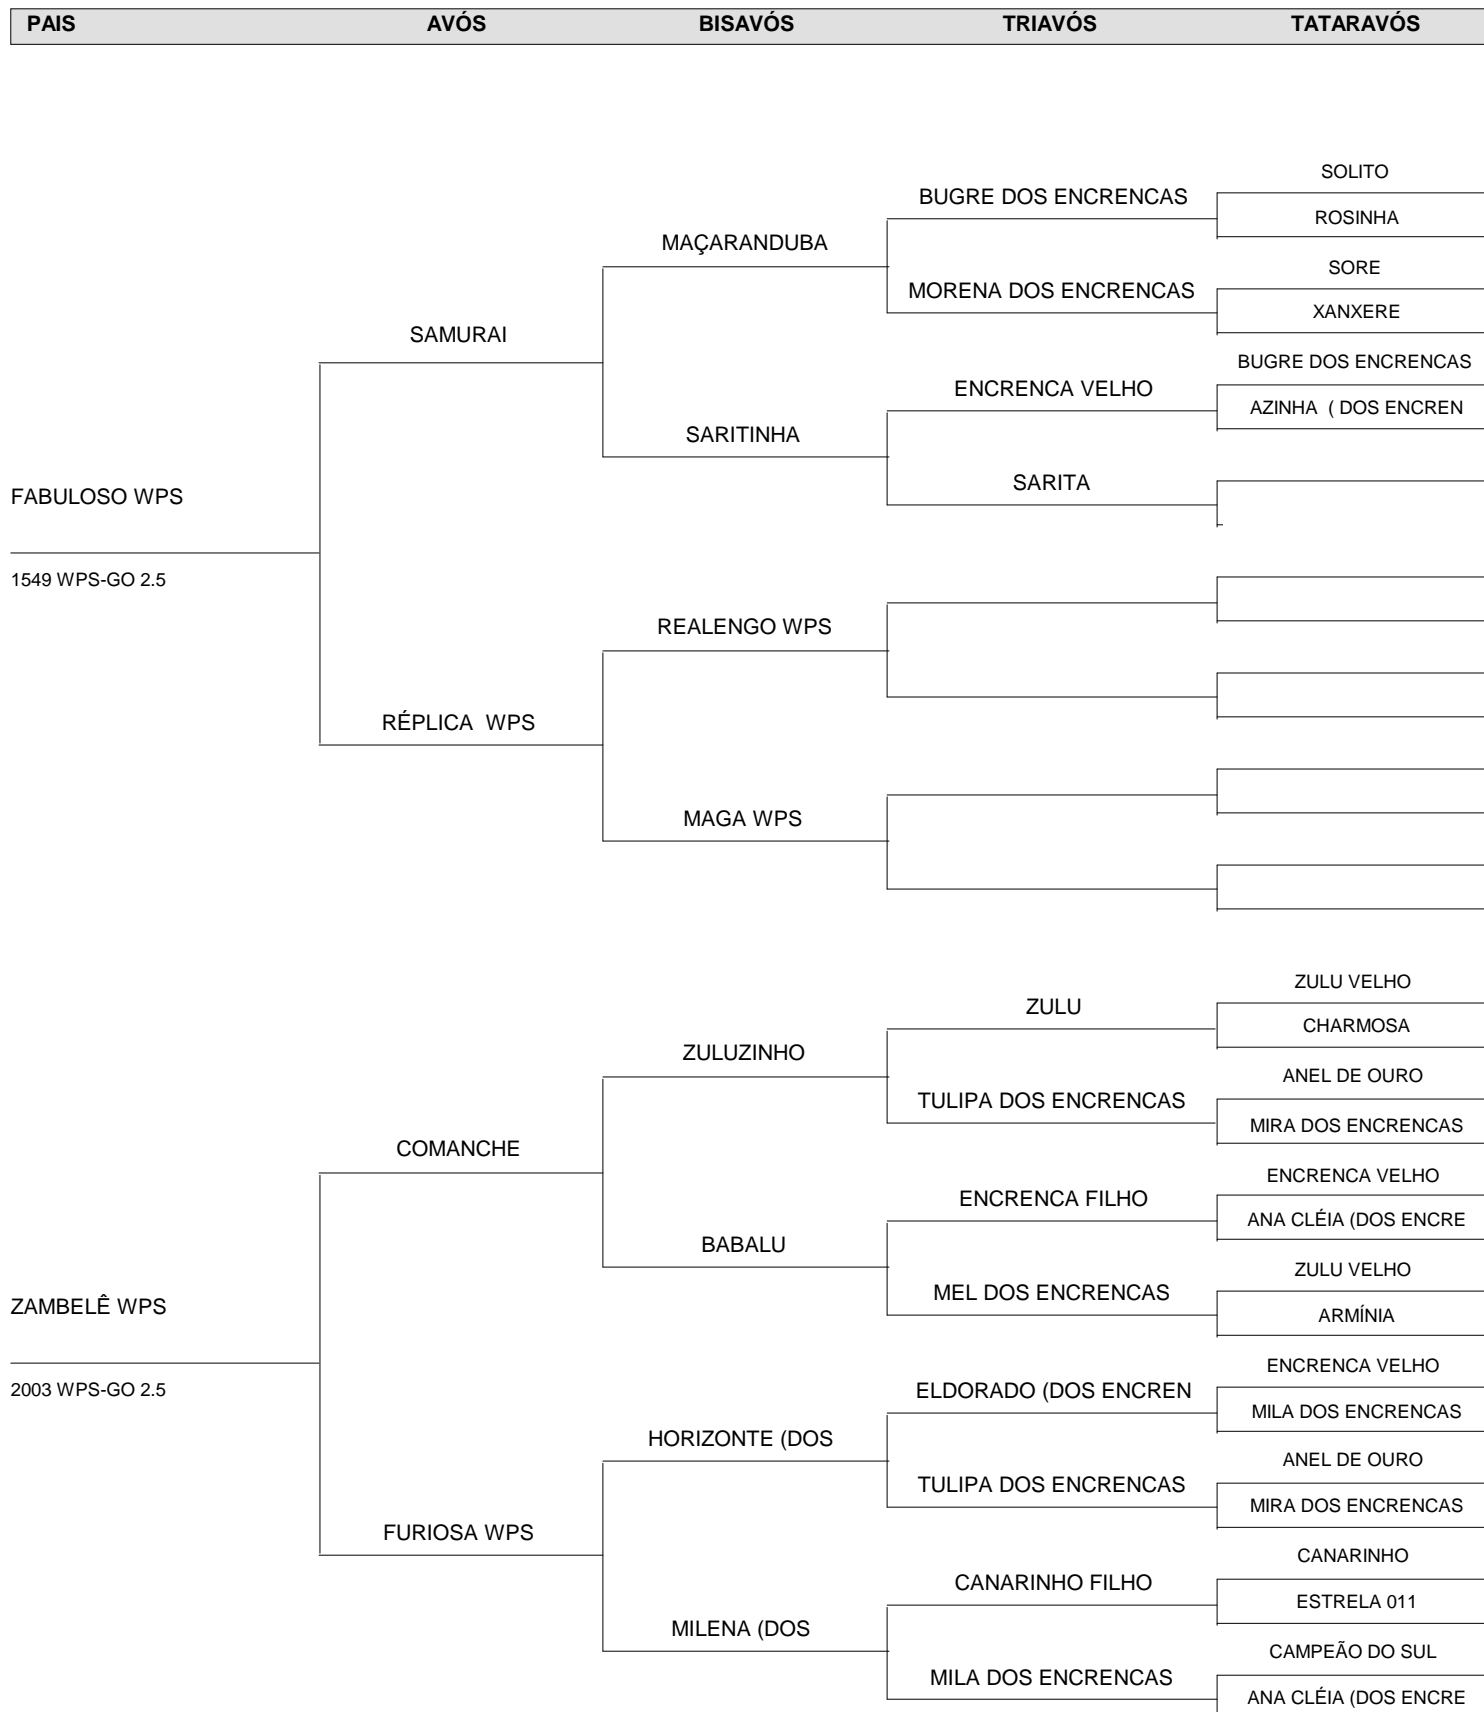 PAIS AVÓS BISAVÓS TRIAVÓS TATARAVÓS
SOLITO
BUGRE DOS ENCRENCAS
ROSINHA
MAÇARANDUBA
SORE
MORENA DOS ENCRENCAS
XANXERE
SAMURAI
BUGRE DOS ENCRENCAS
ENCRENCA VELHO
AZINHA ( DOS ENCREN
SARITINHA
SARITA
FABULOSO WPS
1549 WPS-GO 2.5
REALENGO WPS
RÉPLICA WPS
MAGA WPS
ZULU VELHO
ZULU
CHARMOSA
ZULUZINHO
ANEL DE OURO
TULIPA DOS ENCRENCAS
MIRA DOS ENCRENCAS
COMANCHE
ENCRENCA VELHO
ENCRENCA FILHO
ANA CLÉIA (DOS ENCRE
BABALU
ZULU VELHO
MEL DOS ENCRENCAS
ZAMBELÊ WPS
ARMÍNIA
ENCRENCA VELHO
2003 WPS-GO 2.5
ELDORADO (DOS ENCREN
MILA DOS ENCRENCAS
HORIZONTE (DOS
ANEL DE OURO
TULIPA DOS ENCRENCAS
MIRA DOS ENCRENCAS
FURIOSA WPS
CANARINHO
CANARINHO FILHO
ESTRELA 011
MILENA (DOS
CAMPEÃO DO SUL
MILA DOS ENCRENCAS
ANA CLÉIA (DOS ENCRE